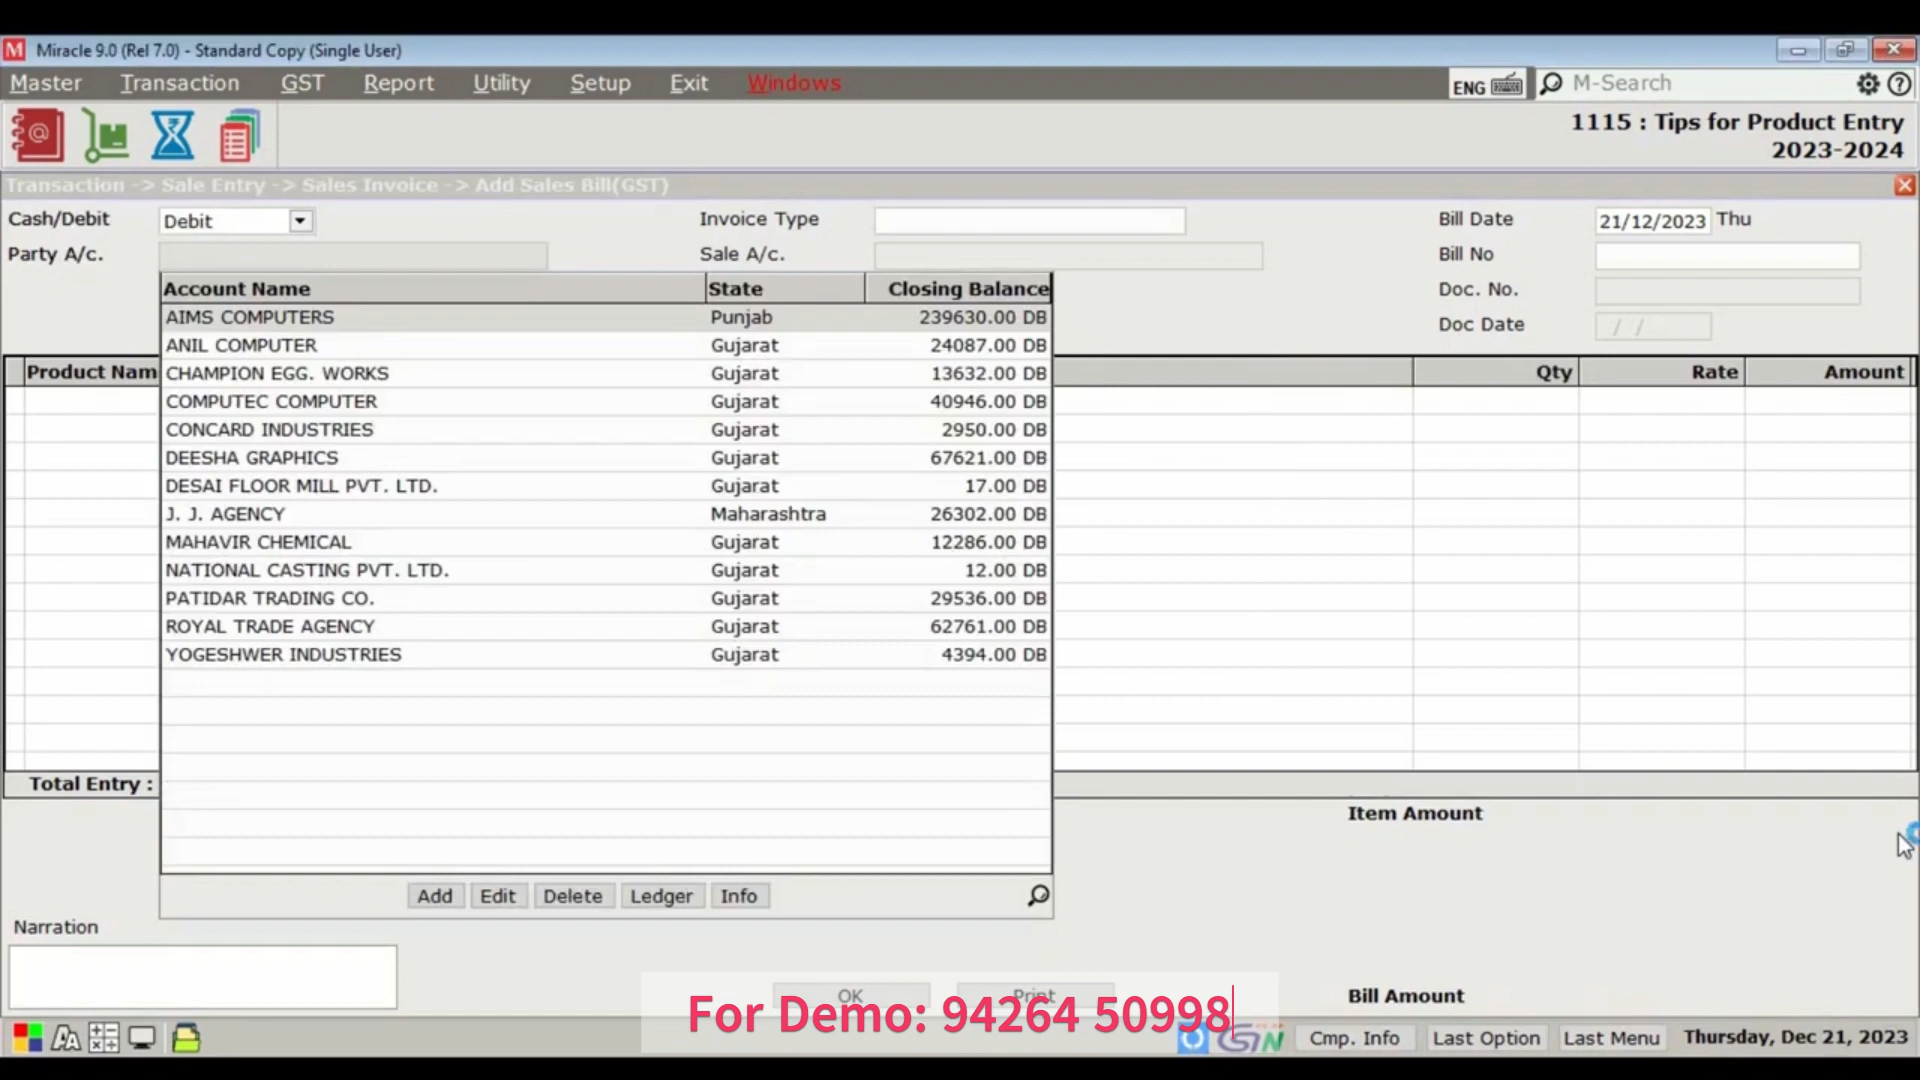 Miracle 9.0 (Rel 7.0) - Standard Copy (Single User)
Master Transaction GST Report Utility Setup Exit Windows ENG M-Search
1115 : Tips for Product Entry
2023-2024
Transaction -> Sale Entry -> Sales Invoice -> Add Sales Bill(GST)
Cash/Debit Debit Invoice Type Bill Date 21/12/2023 Thu
Party A/c. Sale A/c. Bill No
Doc. No.
Doc Date / /
Account Name State Closing Balance
AIMS COMPUTERS Punjab 239630.00 DB
ANIL COMPUTER Gujarat 24087.00 DB
Product Nam Qty Rate Amount
CHAMPION EGG. WORKS Gujarat 13632.00 DB
COMPUTEC COMPUTER Gujarat 40946.00 DB
CONCARD INDUSTRIES Gujarat 2950.00 DB
DEESHA GRAPHICS Gujarat 67621.00 DB
DESAI FLOOR MILL PVT. LTD. Gujarat 17.00 DB
J. J. AGENCY Maharashtra 26302.00 DB
MAHAVIR CHEMICAL Gujarat 12286.00 DB
NATIONAL CASTING PVT. LTD. Gujarat 12.00 DB
PATIDAR TRADING CO. Gujarat 29536.00 DB
ROYAL TRADE AGENCY Gujarat 62761.00 DB
YOGESHWER INDUSTRIES Gujarat 4394.00 DB
Total Entry :
Item Amount
Add Edit Delete Ledger Info
Narration
OK Print Bill Amount
For Demo: 94264 50998
GSTN Cmp. Info Last Option Last Menu Thursday, Dec 21, 2023